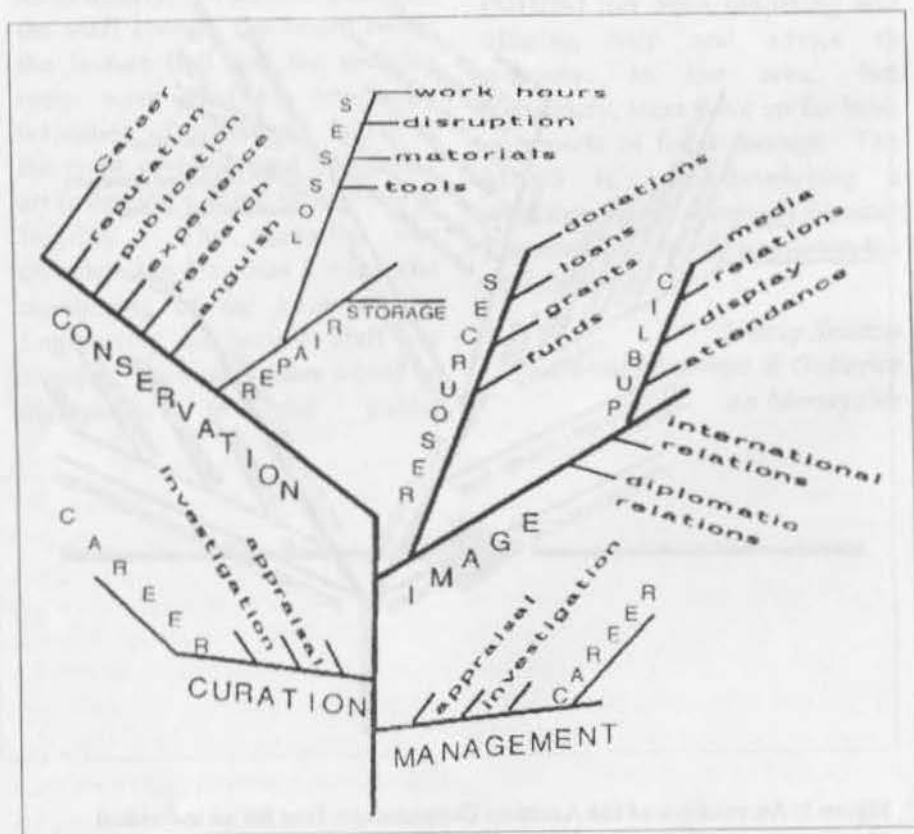 Career
reputation
publication
experience
research
anguish
CONSERVATION
LOSSES
work hours
disruption
materials
tools
REPAIR
STORAGE
RESOURCES
donations
loans
grants
funds
PUBLIC
media
relations
display
attendance
international
relations
diplomatic
relations
IMAGE
CAREER
investigation
appraisal
CURATION
appraisal
investigation
CAREER
MANAGEMENT